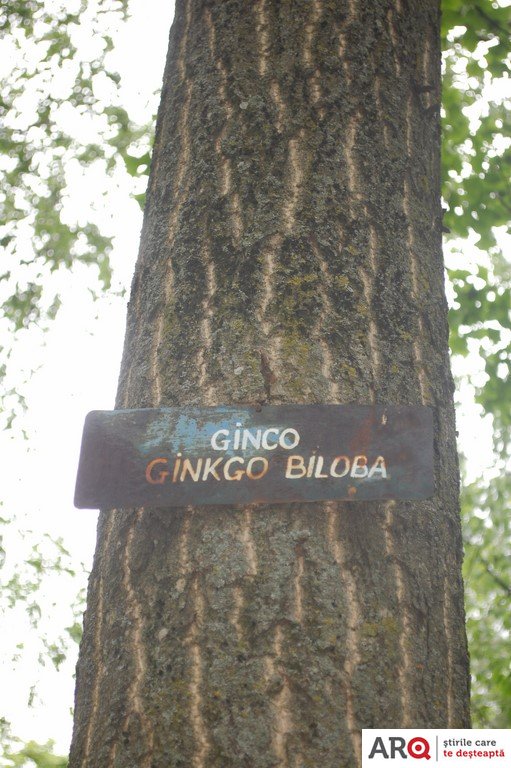 GINCO
GINKGO BILOBA
ARQ
știrile care
te deșteaptă